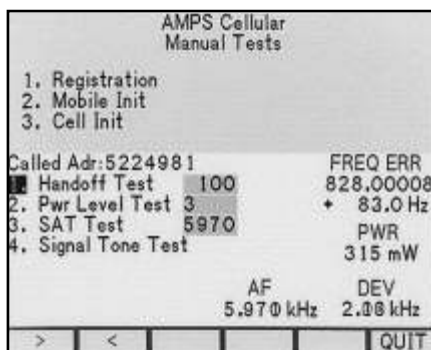 AMPS Cellular
Manual Tests
1. Registration
2. Mobile Init
3. Cell Init
Called Adr:5224981
FREQ ERR
1. Handoff Test 100
828.00008
2. Pwr Level Test 3
+ 83.0 Hz
3. SAT Test 5970
PWR
4. Signal Tone Test
315 mW
AF
DEV
5.970 kHz
kHz
> <
QUIT